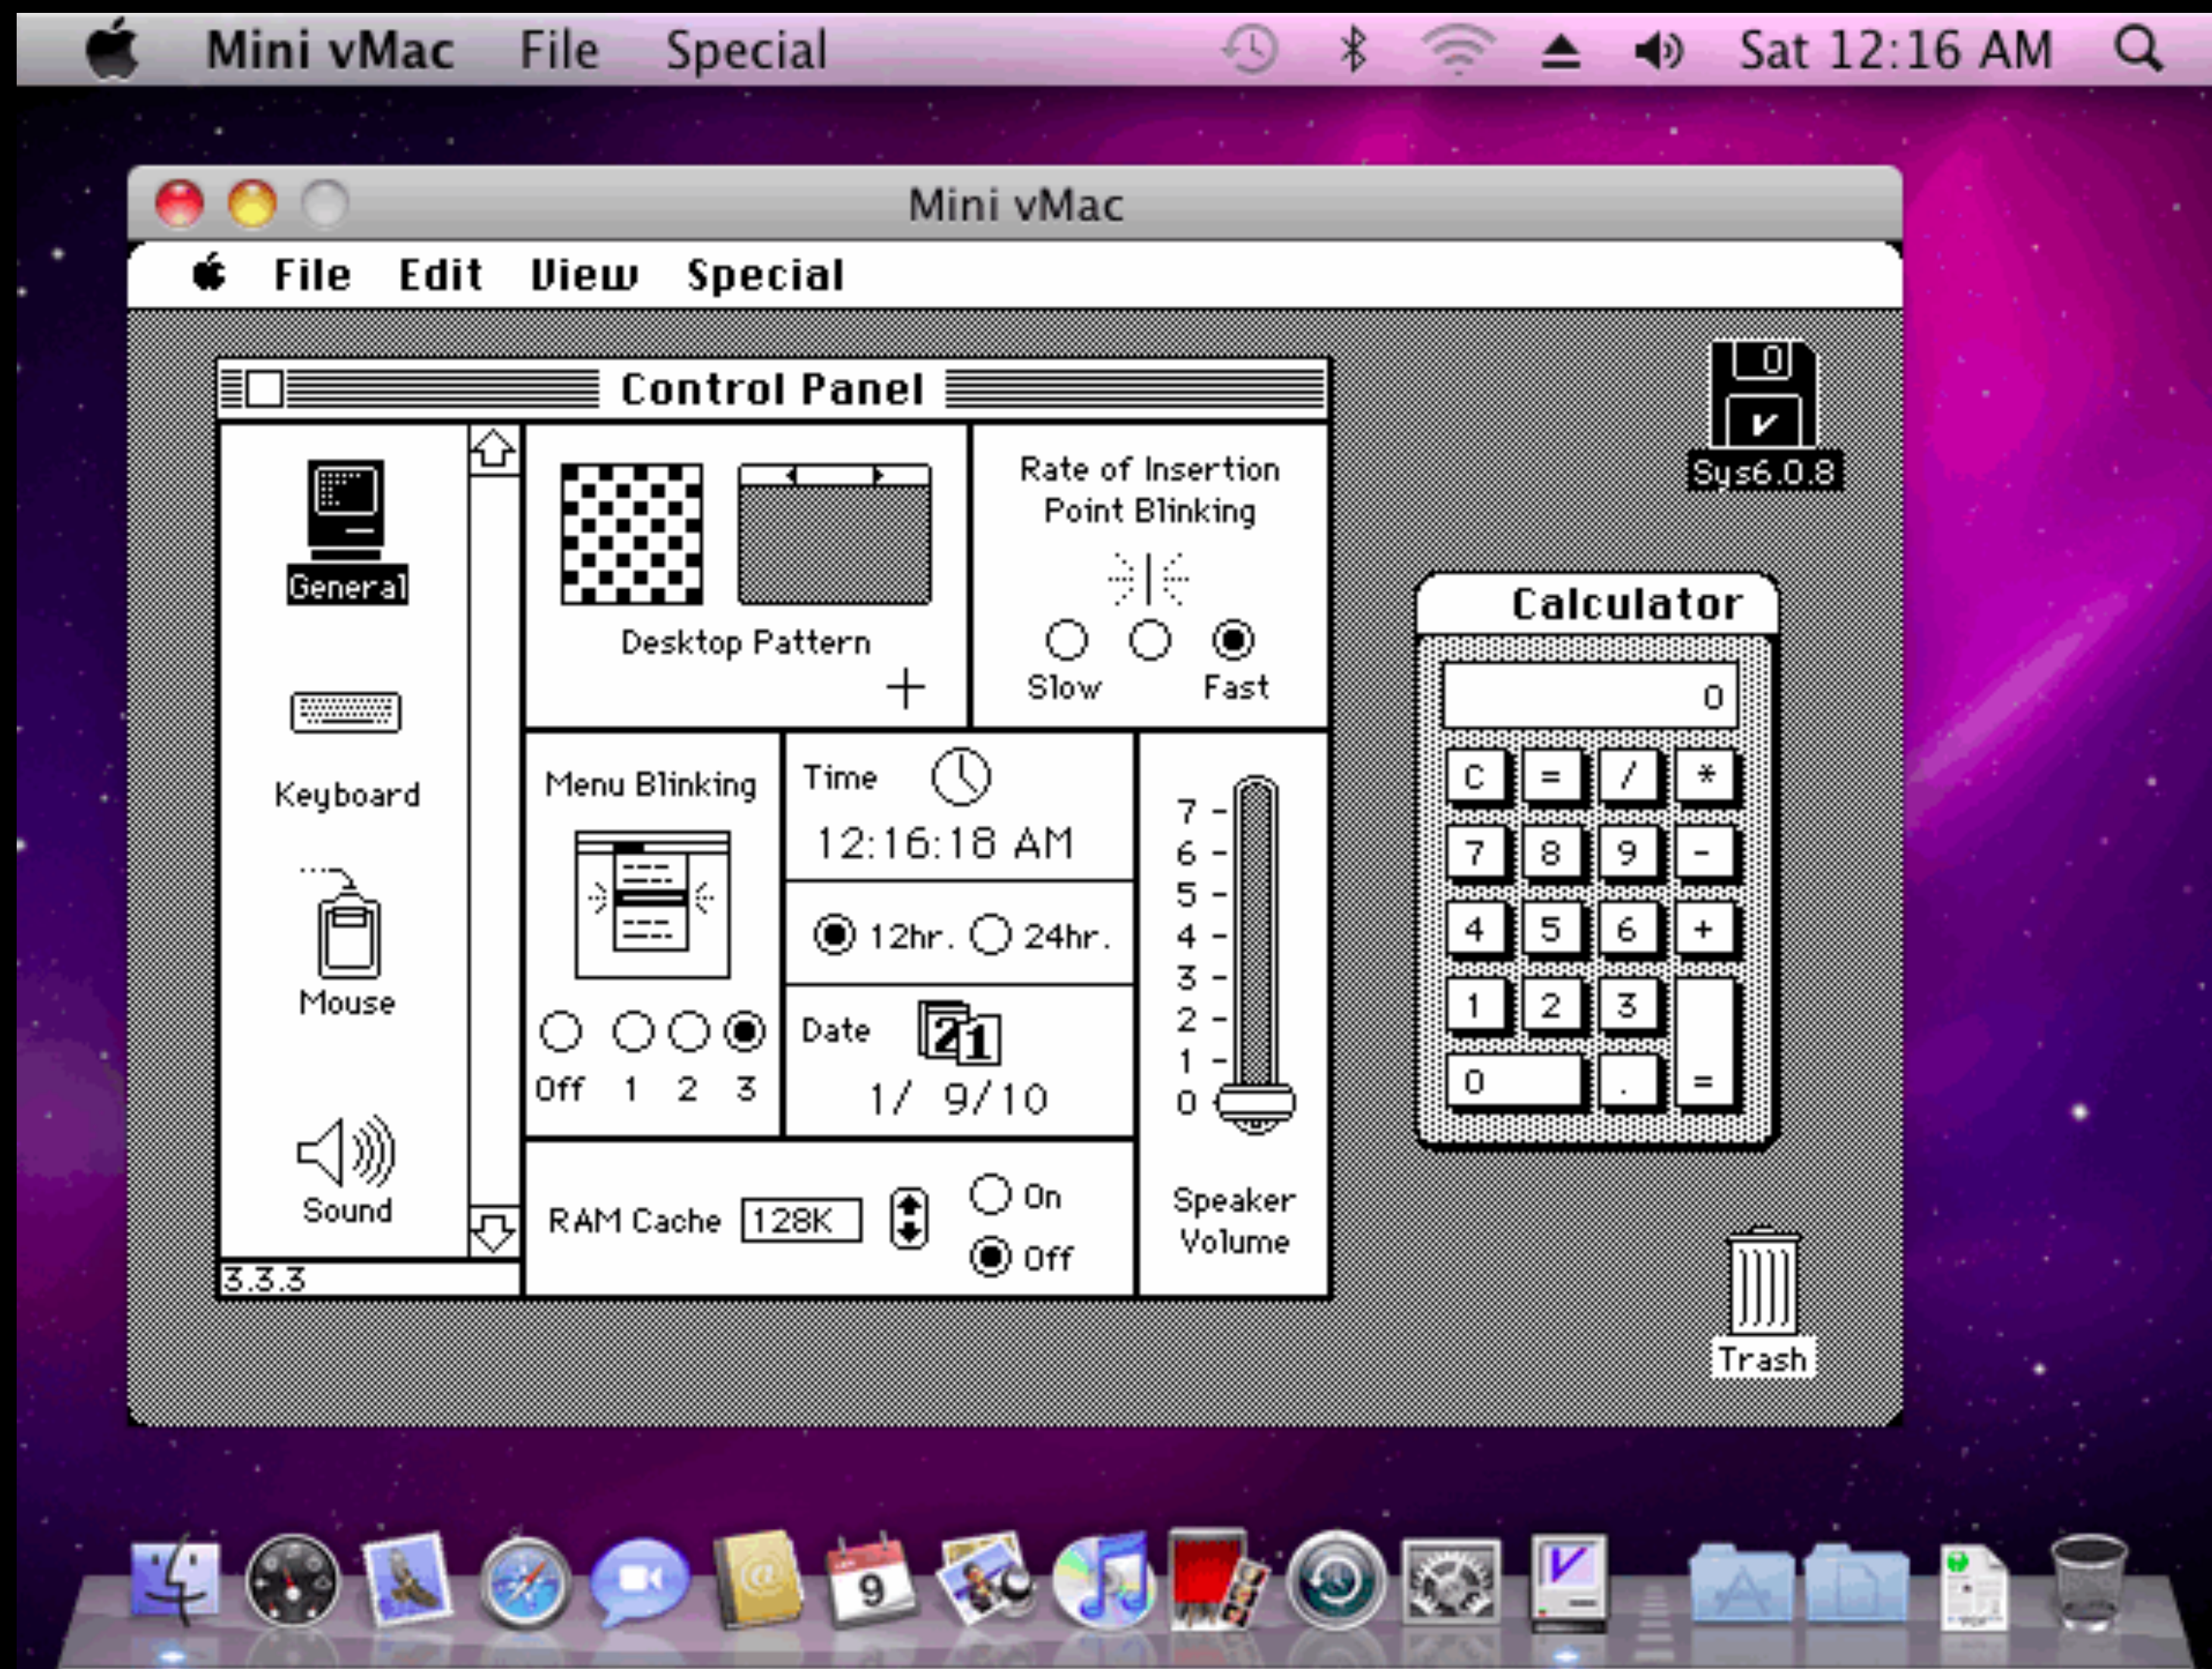 Mini vMac File Special Sat 12:16 AM
Mini vMac
File Edit View Special
Control Panel
General
Keyboard
Mouse
Sound
3.3.3
Desktop Pattern
Rate of Insertion
Point Blinking
Slow Fast
Menu Blinking
Off 1 2 3
Time
12:16:18 AM
12hr. 24hr.
Date
21
1/ 9/10
RAM Cache 128K
On
Off
7
6
5
4
3
2
1
0
Speaker
Volume
0
v
Sys6.0.8
Calculator
0
C = / *
7 8 9 -
4 5 6 +
1 2 3
0 . =
Trash
@
9